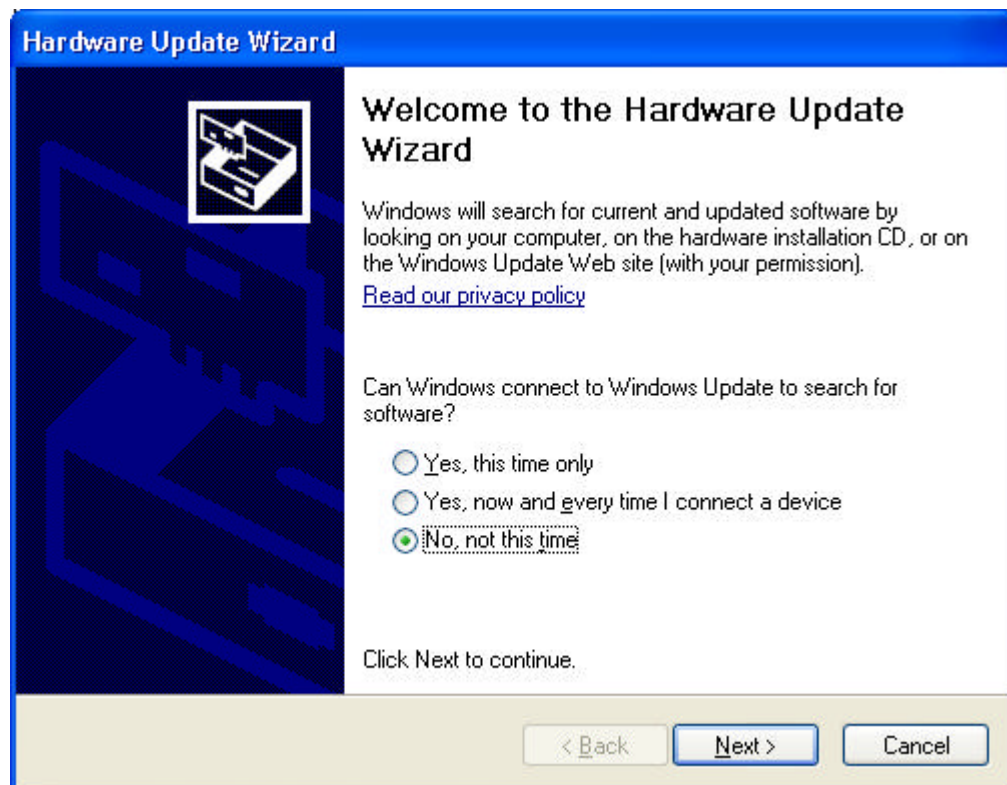 Hardware Update Wizard
Welcome to the Hardware Update
Wizard
Windows will search for current and updated software by
looking on your computer, on the hardware installation CD, or on
the Windows Update Web site (with your permission).
Read our privacy policy
Can Windows connect to Windows Update to search for
software?
Yes, this time only
Yes, now and every time I connect a device
No, not this time
Click Next to continue.
< Back Next > Cancel